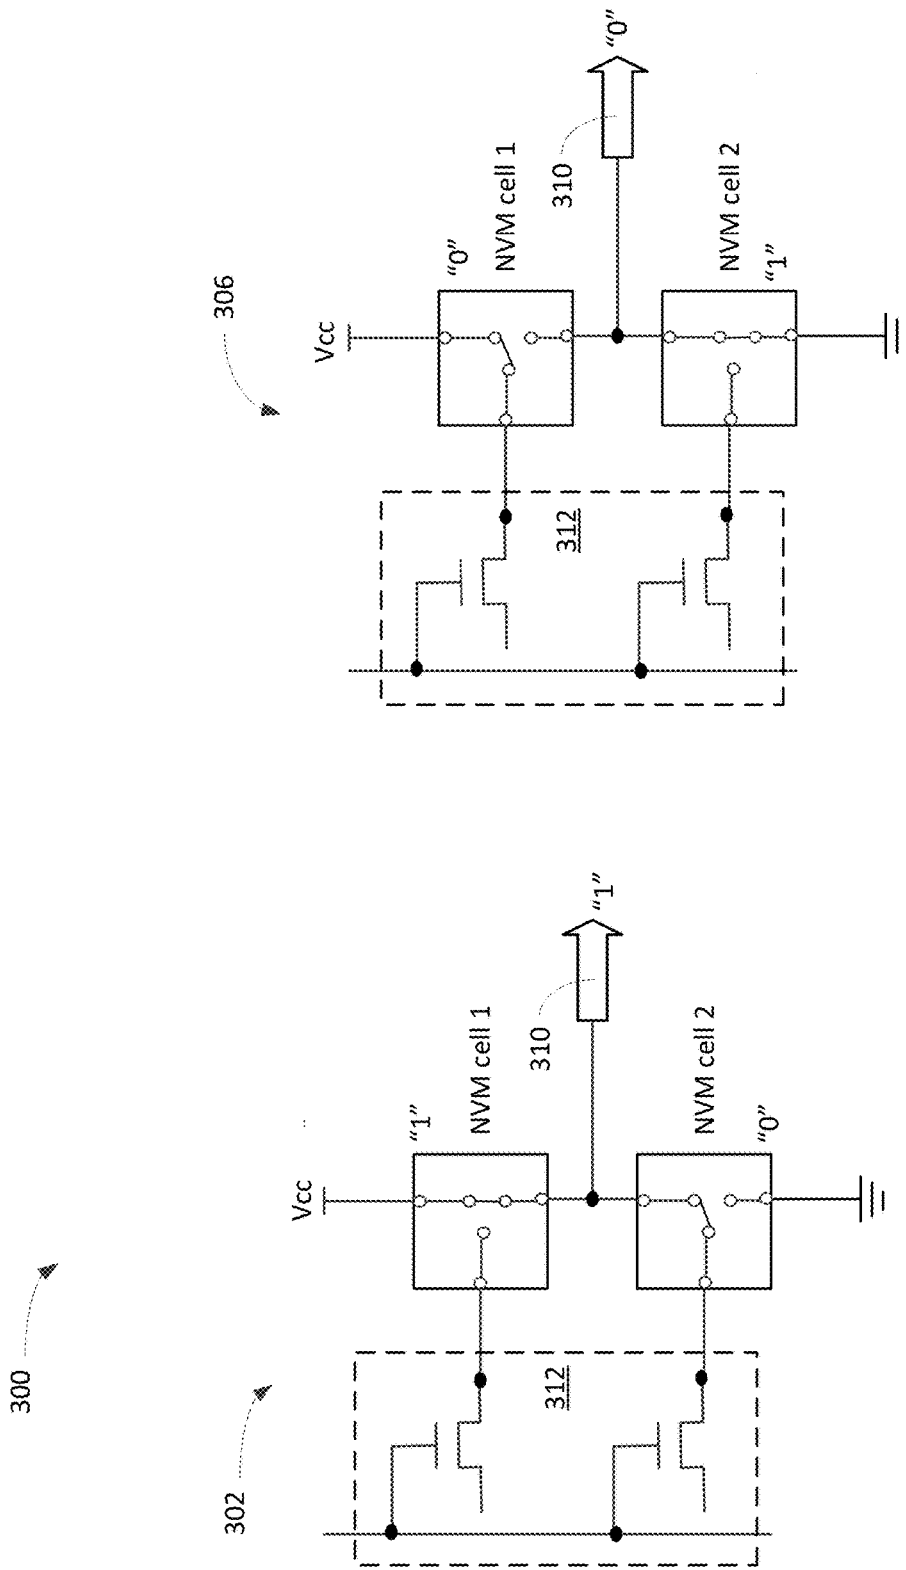 300
302
Vcc
“1”
NVM cell 1
310
“1”
312
NVM cell 2
“0”
306
Vcc
“0”
NVM cell 1
310
“0”
312
NVM cell 2
“1”